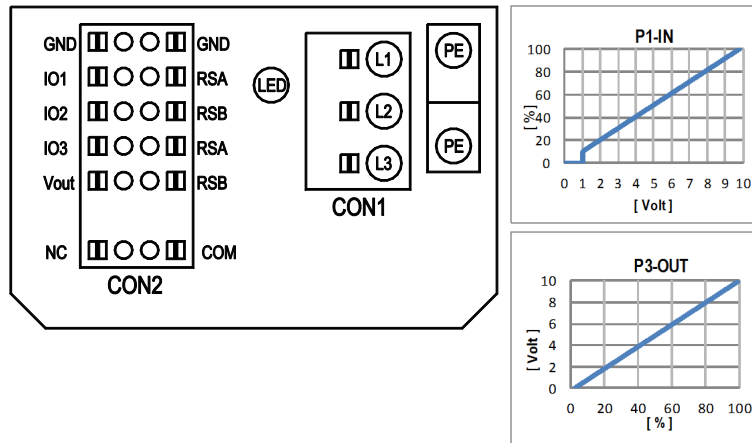 GND GND
IO1 RSA
IO2 RSB
IO3 RSA
Vout RSB
NC COM
CON2
LED
L1
L2
L3
CON1
PE
PE
P1-IN
[ % ]
100
80
60
40
20
0
0 1 2 3 4 5 6 7 8 9 10
[ Volt ]
P3-OUT
[ Volt ]
10
8
6
4
2
0
0 20 40 60 80 100
[ % ]